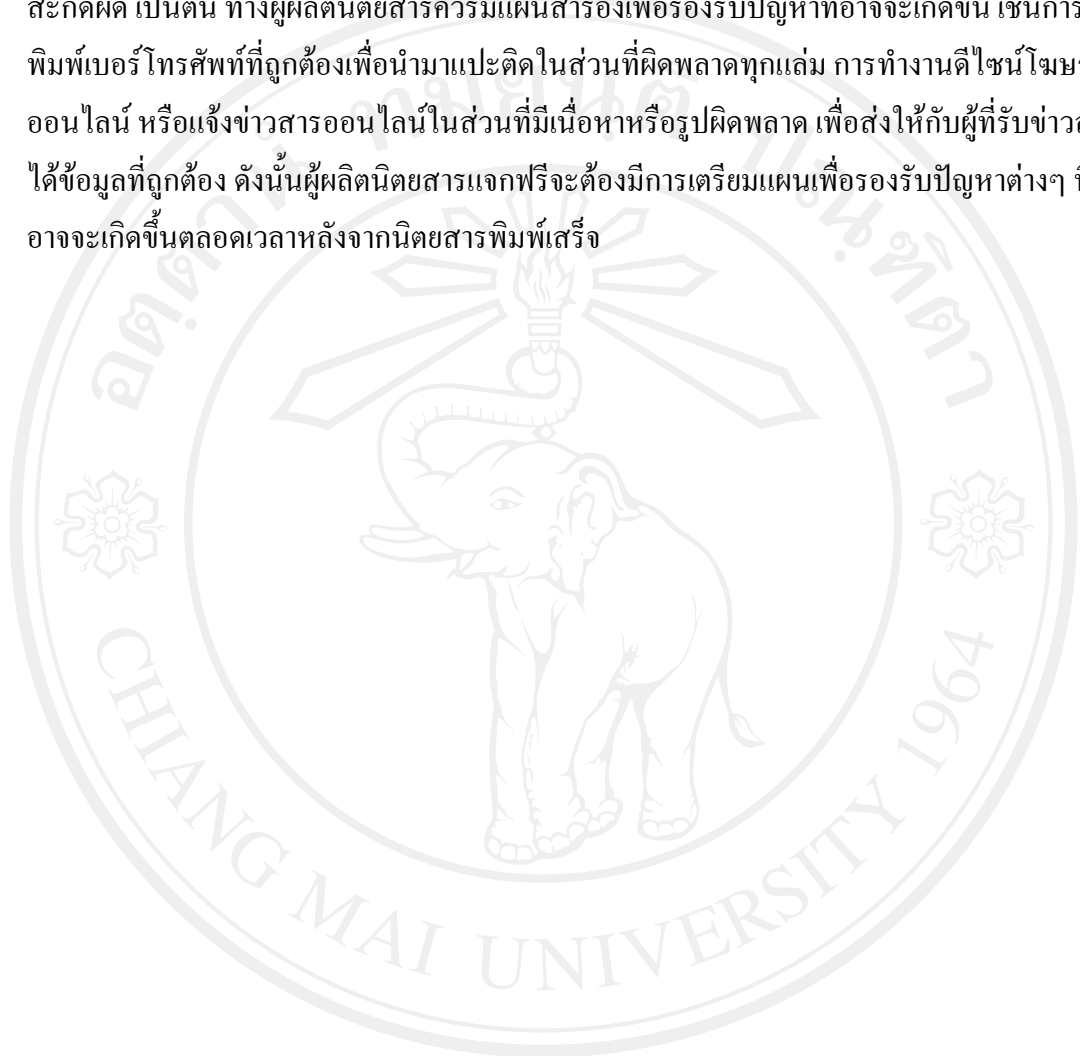 สะกดผิด เป็นต้น ทางผู้ผลิตนิตยสารควรมีแผนสำรองเพื่อรองรับปัญหาที่อาจจะเกิดขึ้น เช่นการ
พิมพ์เบอร์โทรศัพท์ที่ถูกต้องเพื่อนำมาแปะติดในส่วนที่ผิดพลาดทุกแล่ม การทำงานดีไซน์
ออนไลน์ หรือแจ้งข่าวสารออนไลน์ในส่วนที่มีเนื้อหาหรือรูปผิดพลาด เพื่อส่งให้กับผู้ที่รับ
ได้ข้อมูลที่ถูกต้อง ดังนั้นผู้ผลิตนิตยสารแจกฟรีจะต้องมีการเตรียมแผนเพื่อรองรับปัญหาต่างๆ
อาจจะเกิดขึ้นตลอดเวลาหลังจากนิตยสารพิมพ์เสร็จ
อตฺตานํ ทมยนฺติ ปณฺฑิตา
CHIANG MAI UNIVERSITY 1964